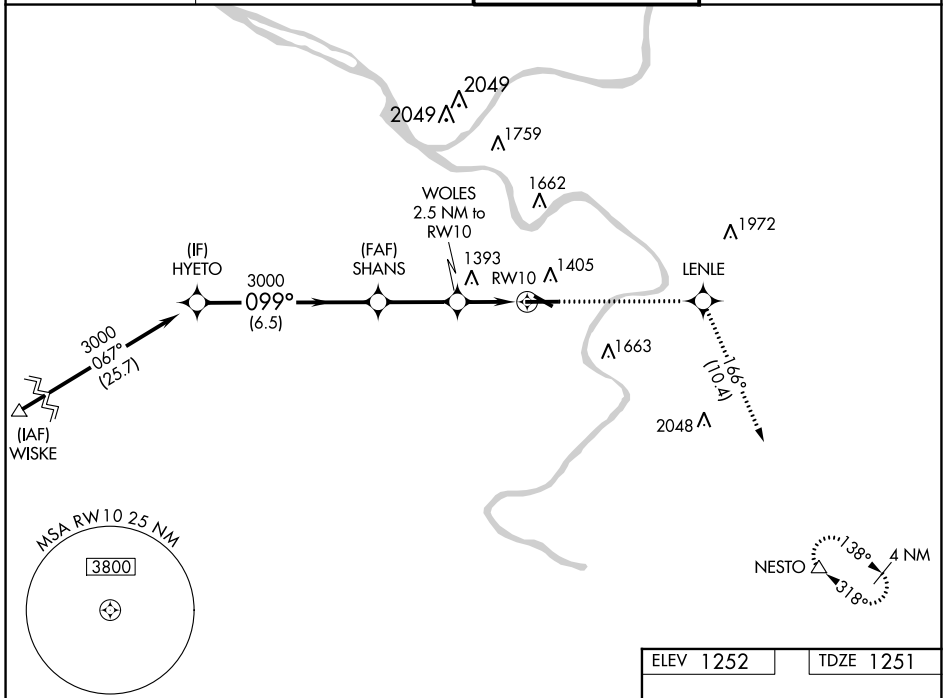 2049
2049
1759
1662
WOLES
2.5 NM to
RW10
1972
(IF)
HYETO
(FAF)
SHANS
1393
RW10
1405
LENLE
3000
099°
(6.5)
3000
067°
(25.7)
1663
166°
(10.4)
(IAF)
WISKE
2048
MSA RW10 25 NM
3800
NESTO
138°
4 NM
318°
ELEV 1252
TDZE 1251